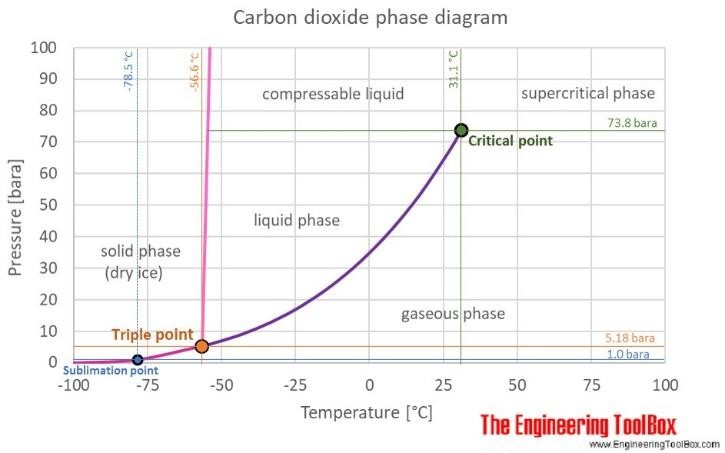 Carbon dioxide phase diagram
100
90
80
70
60
50
40
30
20
10
0
Pressure [bara]
-78.5 °C
-56.6 °C
31.1 °C
compressable liquid
supercritical phase
73.8 bara
Critical point
liquid phase
solid phase
(dry ice)
gaseous phase
Triple point
5.18 bara
1.0 bara
Sublimation point
-100
-75
-50
-25
0
25
50
75
100
Temperature [°C]
The Engineering ToolBox
www.EngineeringToolBox.com